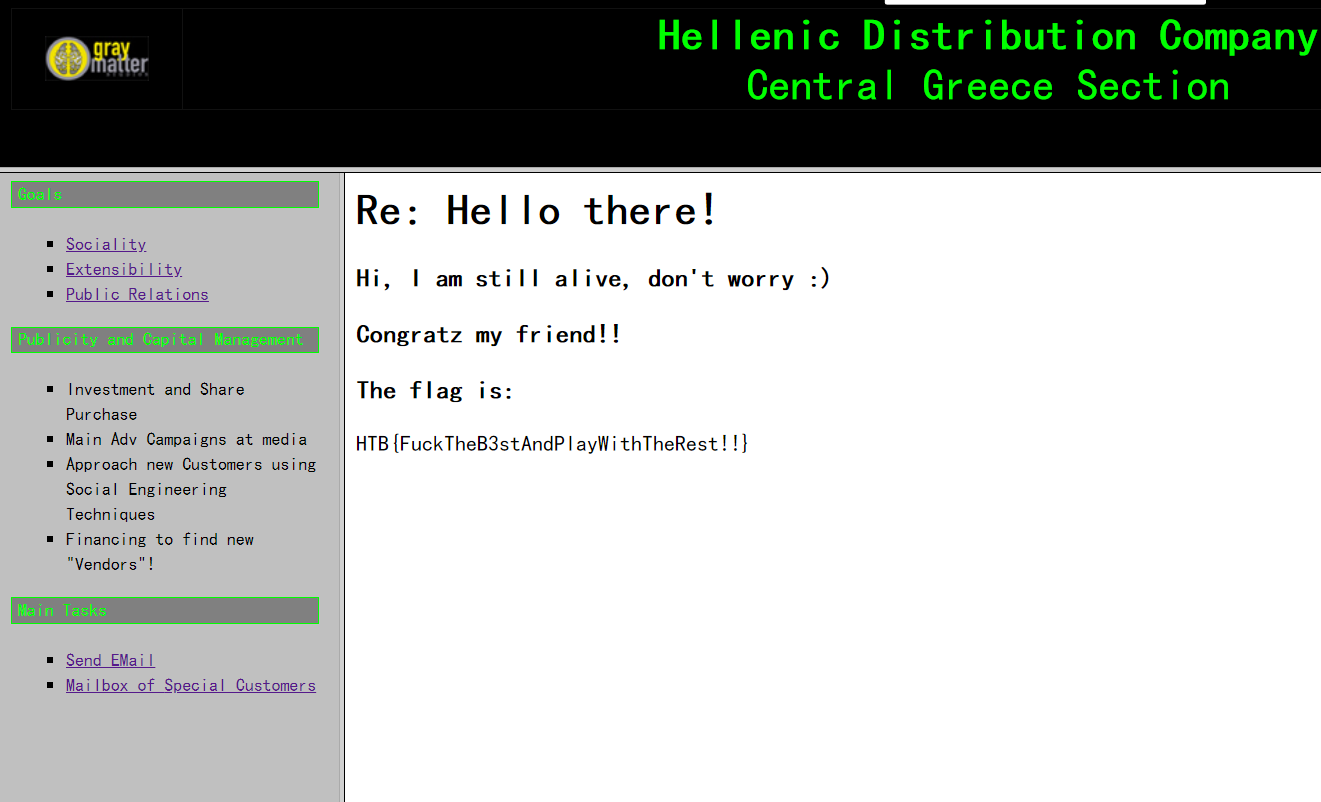 gray
matter
Hellenic Distribution Company
Central Greece Section
Goals
Sociality
Extensibility
Public Relations
Publicity and Capital Management
Investment and Share
Purchase
Main Adv Campaigns at media
Approach new Customers using
Social Engineering
Techniques
Financing to find new
"Vendors"!
Main Tasks
Send EMail
Mailbox of Special Customers
Re: Hello there!
Hi, I am still alive, don't worry :)
Congratz my friend!!
The flag is:
HTB{FuckTheB3stAndPlayWithTheRest!!}